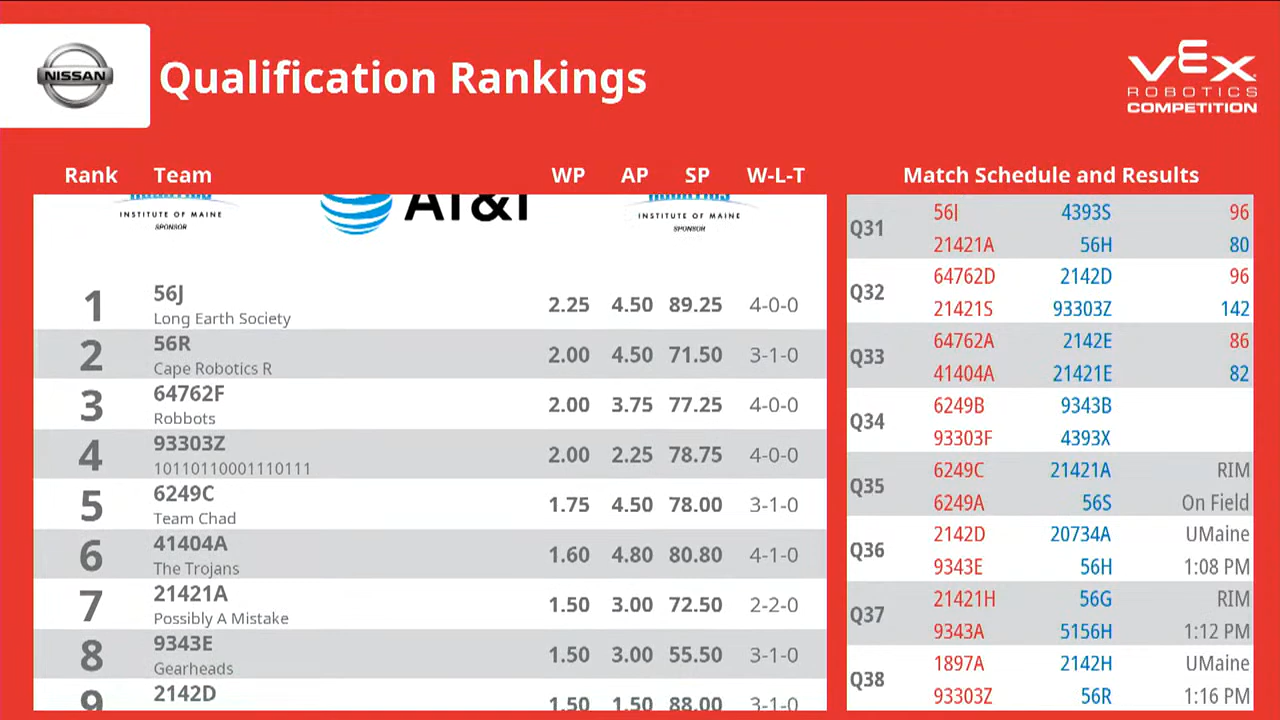 NISSAN
Qualification Rankings
VEX
ROBOTICS
COMPETITION
Rank Team WP AP SP W-L-T
INSTITUTE OF MAINE
SPONSOR
AT&T
INSTITUTE OF MAINE
SPONSOR
1 56J 2.25 4.50 89.25 4-0-0
Long Earth Society
2 56R 2.00 4.50 71.50 3-1-0
Cape Robotics R
3 64762F 2.00 3.75 77.25 4-0-0
Robbots
4 93303Z 2.00 2.25 78.75 4-0-0
10110110001110111
5 6249C 1.75 4.50 78.00 3-1-0
Team Chad
6 41404A 1.60 4.80 80.80 4-1-0
The Trojans
7 21421A 1.50 3.00 72.50 2-2-0
Possibly A Mistake
8 9343E 1.50 3.00 55.50 3-1-0
Gearheads
9 2142D 1.50 1.50 88.00 3-1-0
Match Schedule and Results
Q31 56J 4393S 96
21421A 56H 80
Q32 64762D 2142D 96
21421S 93303Z 142
Q33 64762A 2142E 86
41404A 21421E 82
Q34 6249B 9343B
93303F 4393X
Q35 6249C 21421A RIM
6249A 56S On Field
Q36 2142D 20734A UMaine
9343E 56H 1:08 PM
Q37 21421H 56G RIM
9343A 5156H 1:12 PM
Q38 1897A 2142H UMaine
93303Z 56R 1:16 PM